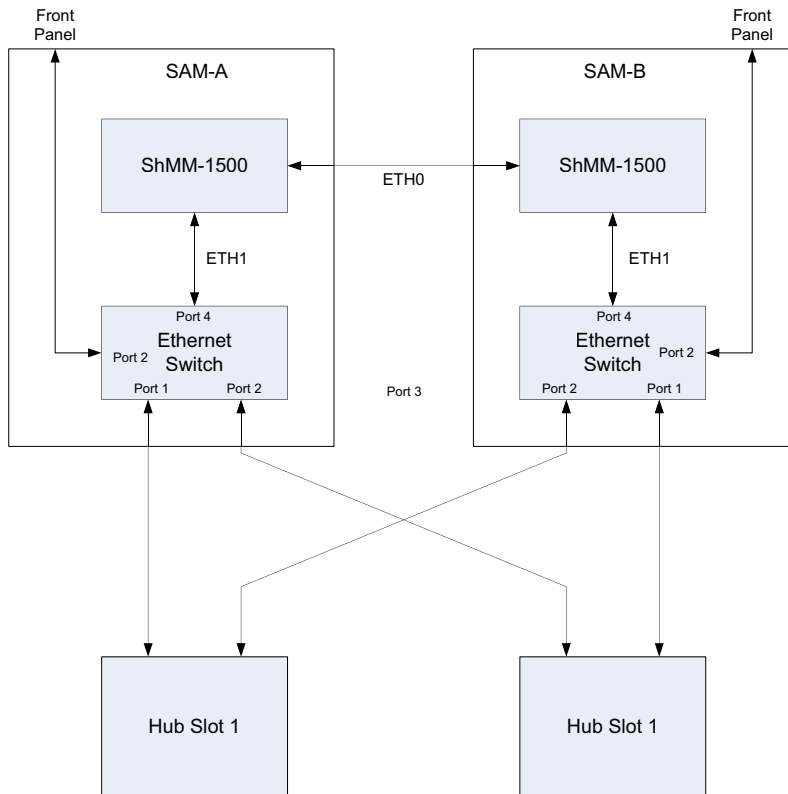 Front
Panel
Front
Panel
SAM-A
SAM-B
ShMM-1500
ShMM-1500
ETH0
ETH1
ETH1
Port 4
Ethernet
Switch
Port 2
Port 1
Port 2
Port 3
Port 4
Ethernet
Switch
Port 2
Port 2
Port 1
Hub Slot 1
Hub Slot 1